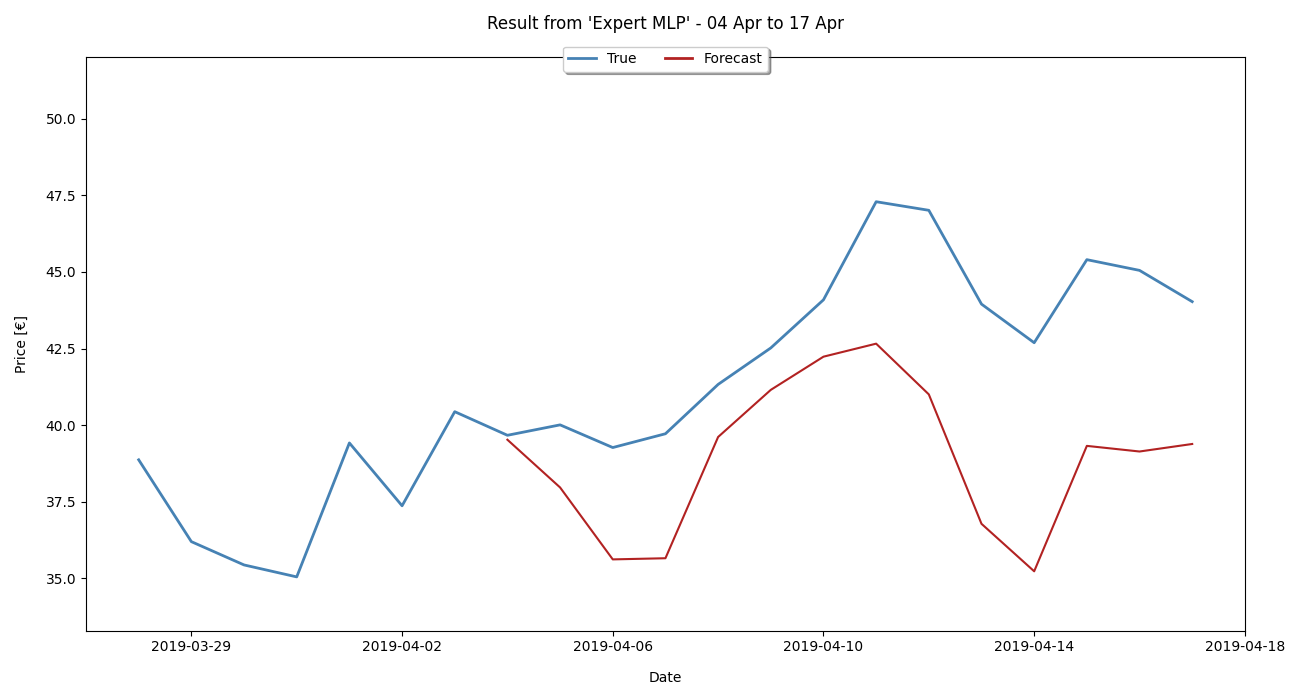 Result from 'Expert MLP' - 04 Apr to 17 Apr
True Forecast
50.0
47.5
45.0
42.5
40.0
37.5
35.0
Price [€]
2019-03-29 2019-04-02 2019-04-06 2019-04-10 2019-04-14 2019-04-18
Date